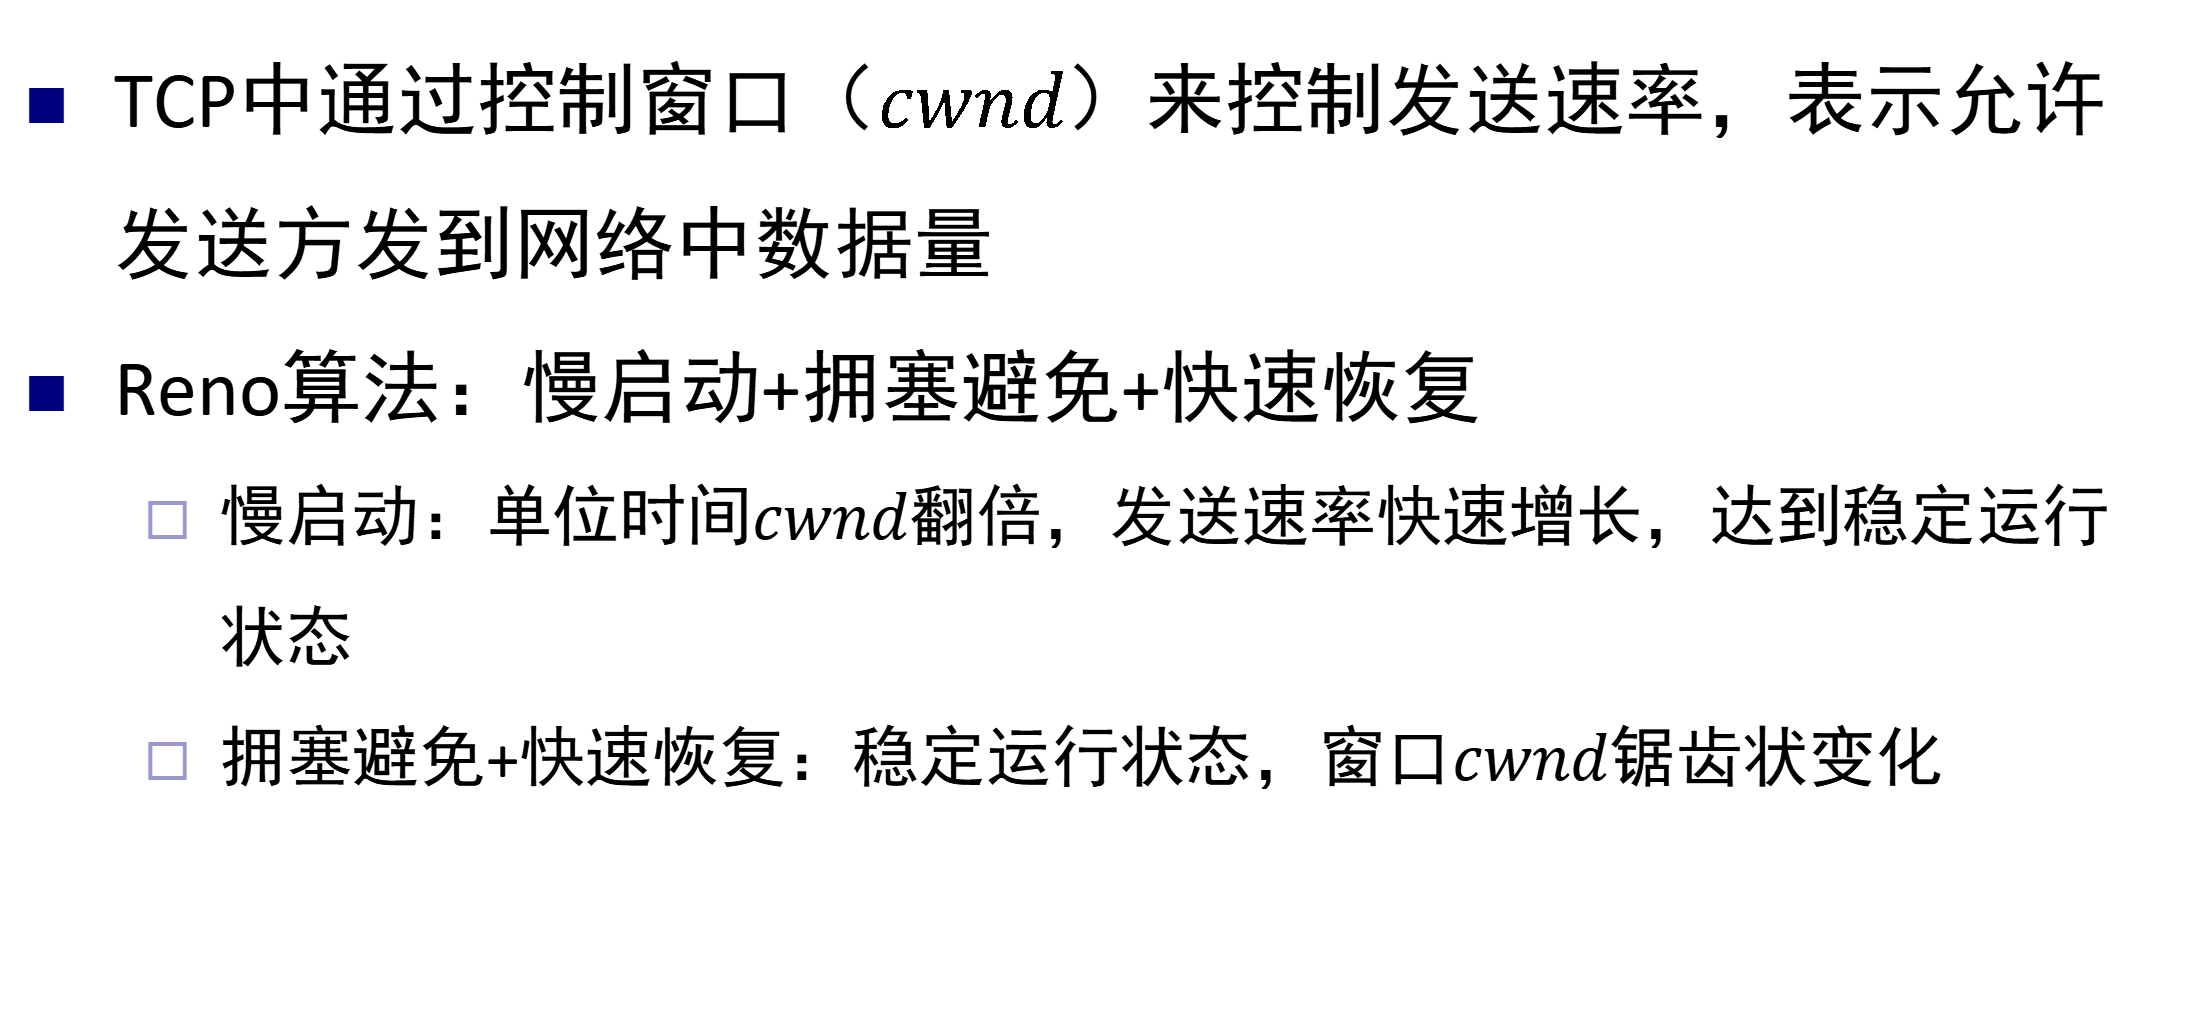 TCP中通过控制窗口（cwnd）来控制发送速率，表示允许
发送方发到网络中数据量
Reno算法：慢启动+拥塞避免+快速恢复
慢启动：单位时间cwnd翻倍，发送速率快速增长，达到稳定运行
状态
拥塞避免+快速恢复：稳定运行状态，窗口cwnd锯齿状变化